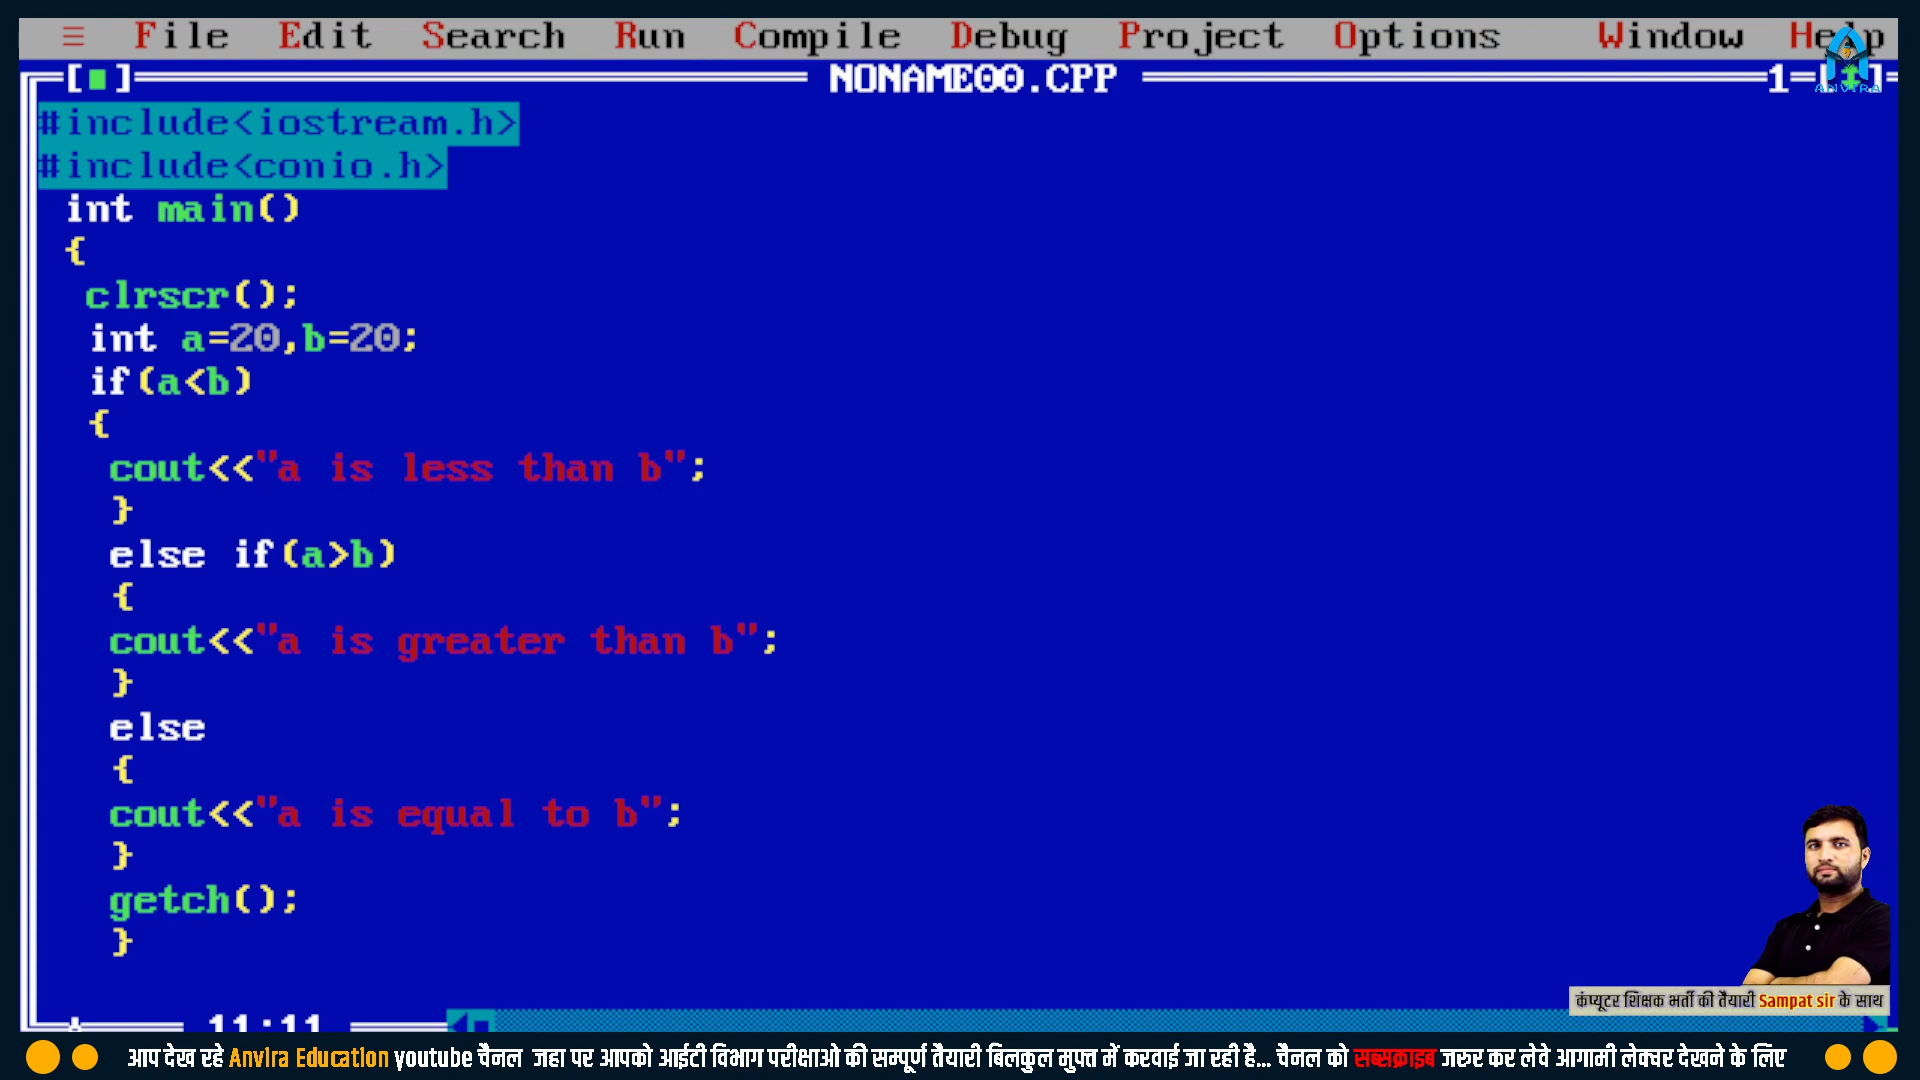 ≡ File Edit Search Run Compile Debug Project Options Window Help
[■] NONAME00.CPP 1=[↕]
ANVIRA
#include<iostream.h>
#include<conio.h>
int main()
{
clrscr();
int a=20,b=20;
if(a<b)
{
cout<<"a is less than b";
}
else if(a>b)
{
cout<<"a is greater than b";
}
else
{
cout<<"a is equal to b";
}
getch();
}
11:11
कंप्यूटर शिक्षक भर्ती की तैयारी Sampat sir के साथ
आप देख रहे Anvira Education youtube चैनल जहा पर आपको आईटी विभाग परीक्षाओ की सम्पूर्ण तैयारी बिलकुल मुफ्त में करवाई जा रही है... चैनल को सब्सक्राइब जरुर कर लेवे आगामी लेक्चर देखने के लिए